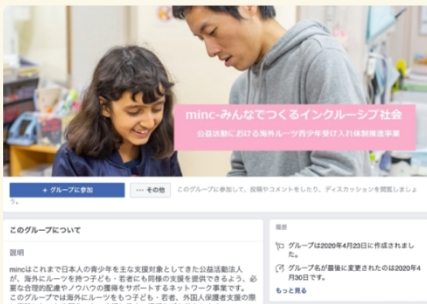 minc-みんなでつくるインクルーシブ社会
公益活動における海外ルーツ青少年受け入れ体制推進事業
+ グループに参加
••• その他
このグループに参加して、投稿やコメントをしたり、ディスカッションを閲覧しましょ
う。
このグループについて
説明
mincはこれまで日本人の青少年を主な支援対象としてきた公益活動法人
が、海外にルーツを持つ子ども・若者にも同様の支援を提供できるよう、必
要な合理的配慮やノウハウの獲得をサポートするネットワーク事業です。
このグループでは海外にルーツをもつ子ども・若者、外国人保護者支援の際
履歴
グループは2020年4月23日に作成されまし
た。
グループ名が最後に変更されたのは2020年4
月30日です。
もっと見る